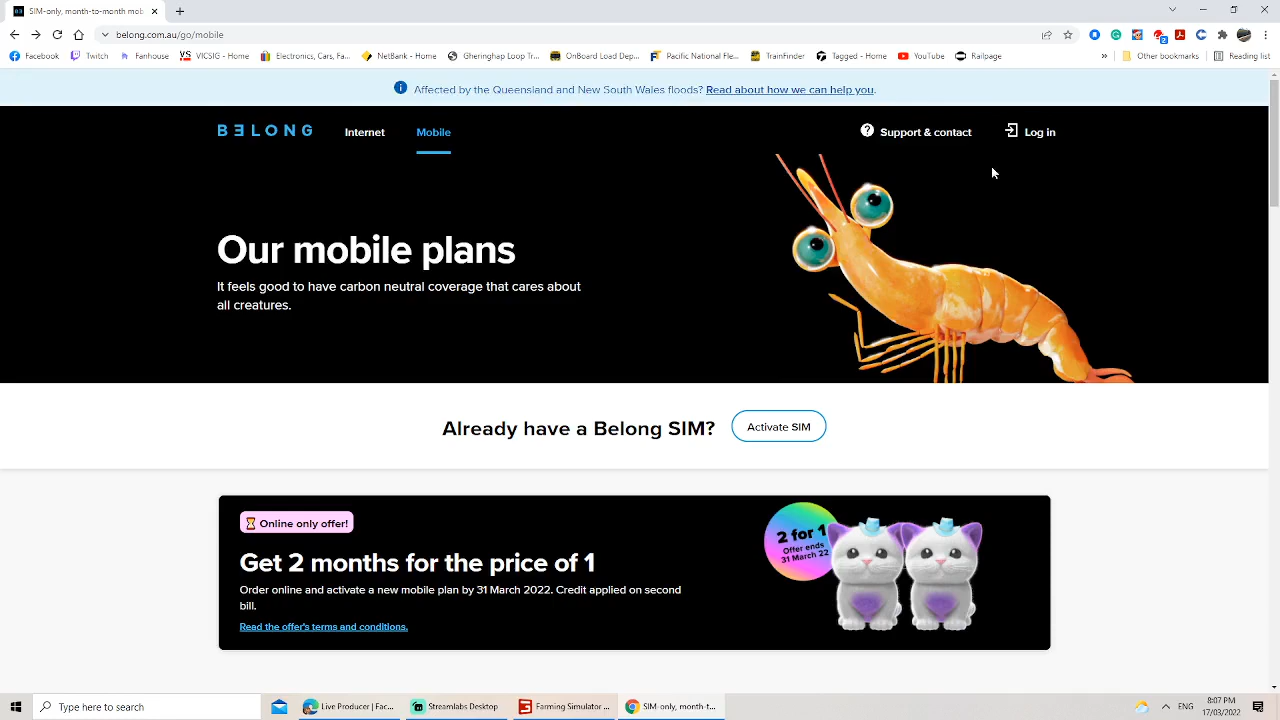 SIM-only, month-to-month mob
belong.com.au/go/mobile
Facebook
Twitch
Fanhouse
VICSIG - Home
Electronics, Cars, Fa...
NetBank - Home
Gheringhap Loop Tr...
OnBoard Load Dep...
Pacific National Fle...
TrainFinder
Tagged - Home
YouTube
Railpage
»
Other bookmarks
Reading list
Affected by the Queensland and New South Wales floods? Read about how we can help you.
BELONG
Internet
Mobile
Support & contact
Log in
Our mobile plans
It feels good to have carbon neutral coverage that cares about
all creatures.
Already have a Belong SIM?
Activate SIM
Online only offer!
Get 2 months for the price of 1
Order online and activate a new mobile plan by 31 March 2022. Credit applied on second
bill.
Read the offer's terms and conditions.
2 for 1
Offer ends
31 March 22
Type here to search
Live Producer | Fac...
Streamlabs Desktop
Farming Simulator ...
SIM-only, month-t...
ENG
8:07 PM
17/03/2022